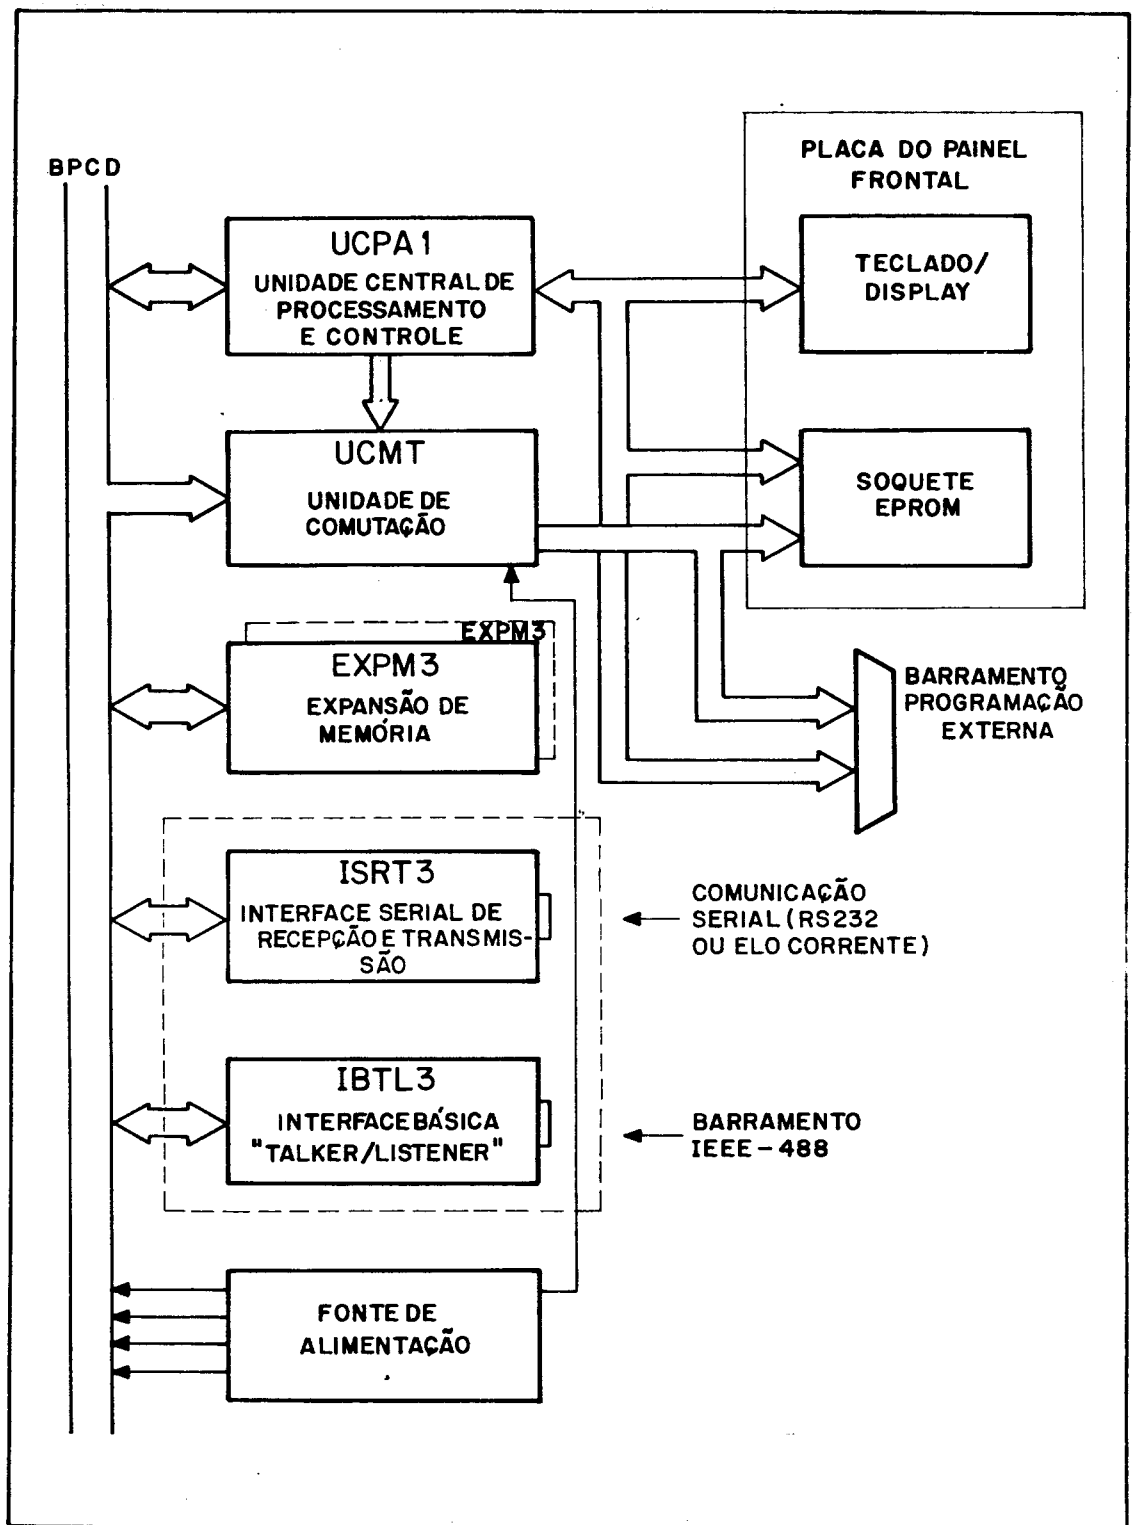 BPCD
PLACA DO PAINEL
FRONTAL
UCPA1
UNIDADE CENTRAL DE
PROCESSAMENTO
E CONTROLE
TECLADO/
DISPLAY
UCMT
UNIDADE DE
COMUTAÇÃO
SOQUETE
EPROM
EXPM3
EXPM3
EXPANSÃO DE
MEMÓRIA
BARRAMENTO
PROGRAMAÇÃO
EXTERNA
ISRT3
INTERFACE SERIAL DE
RECEPÇÃO E TRANSMIS-
SÃO
COMUNICAÇÃO
SERIAL (RS232
OU ELO CORRENTE)
IBTL3
INTERFACE BÁSICA
"TALKER/LISTENER"
BARRAMENTO
IEEE-488
FONTE DE
ALIMENTAÇÃO